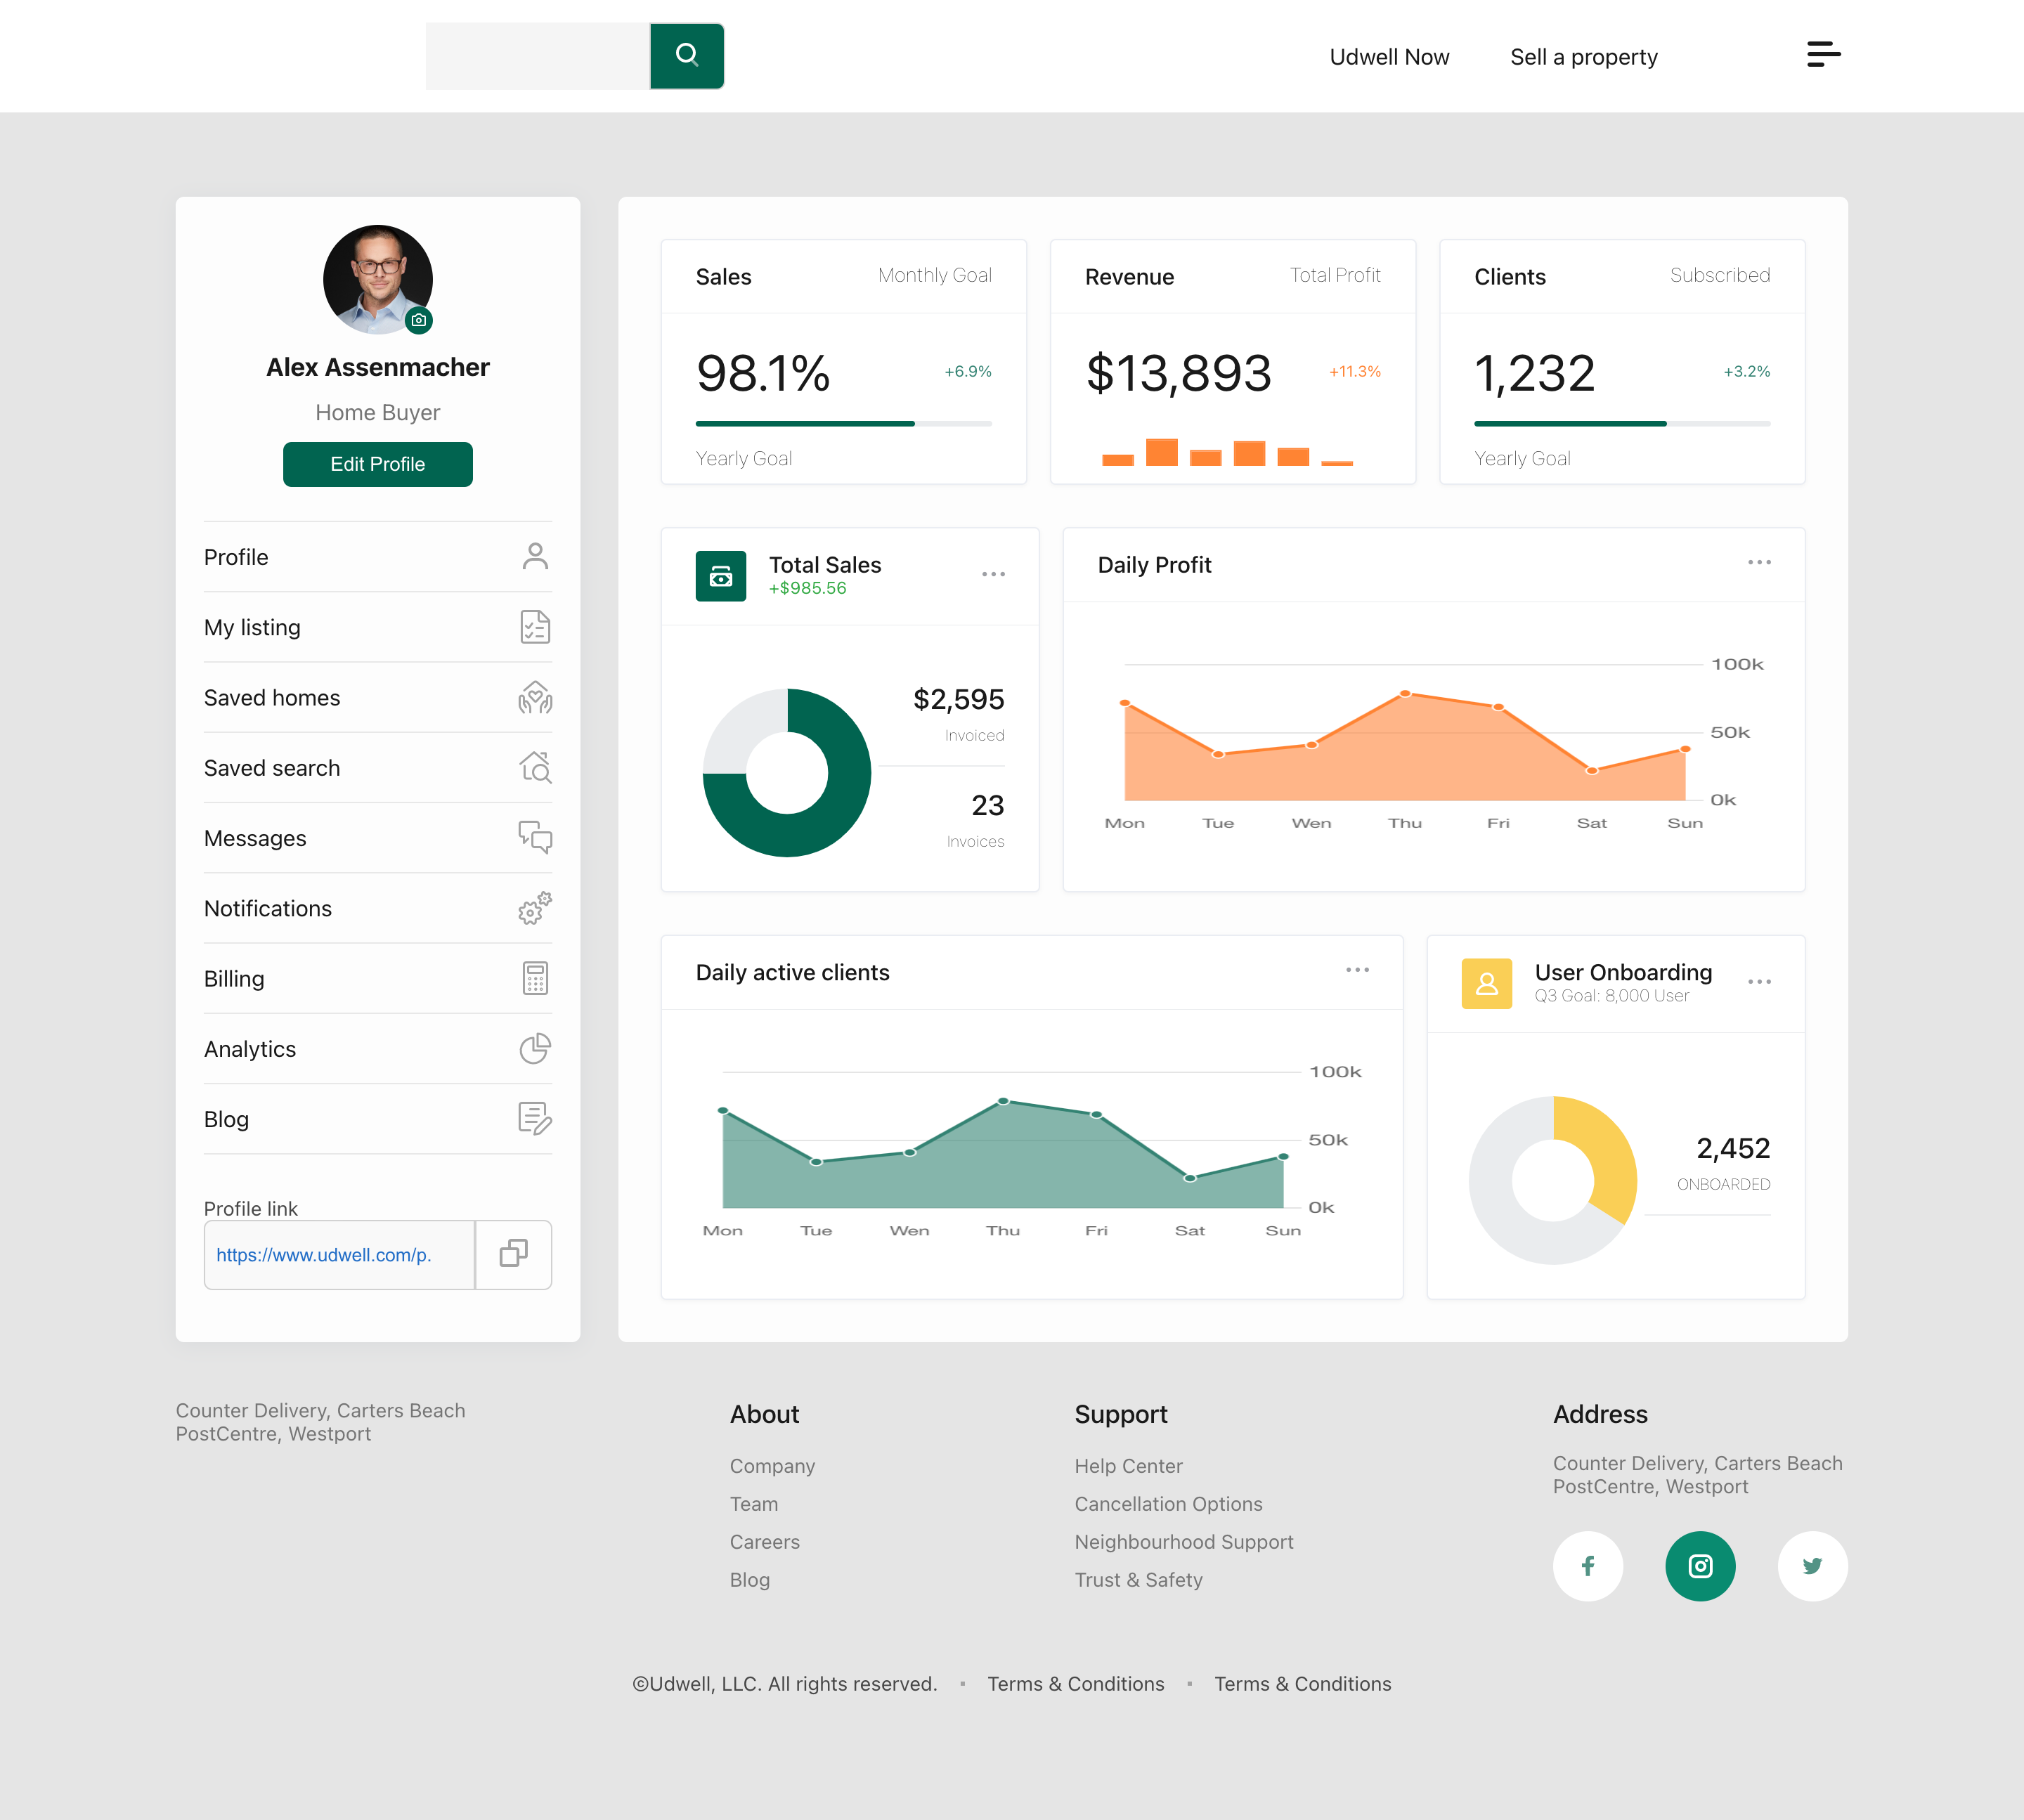 Udwell Now
Sell a property
Alex Assenmacher
Home Buyer
Edit Profile
Profile
My listing
Saved homes
Saved search
Messages
Notifications
Billing
Analytics
Blog
Profile link
https://www.udwell.com/p.
Sales
Monthly Goal
98.1%
+6.9%
Yearly Goal
Revenue
Total Profit
$13,893
+11.3%
Clients
Subscribed
1,232
+3.2%
Yearly Goal
Total Sales
+$985.56
$2,595
Invoiced
23
Invoices
Daily Profit
100k
50k
0k
Mon Tue Wen Thu Fri Sat Sun
Daily active clients
100k
50k
0k
Mon Tue Wen Thu Fri Sat Sun
User Onboarding
Q3 Goal: 8,000 User
2,452
ONBOARDED
Counter Delivery, Carters Beach
PostCentre, Westport
About
Company
Team
Careers
Blog
Support
Help Center
Cancellation Options
Neighbourhood Support
Trust & Safety
Address
Counter Delivery, Carters Beach
PostCentre, Westport
©Udwell, LLC. All rights reserved. Terms & Conditions Terms & Conditions